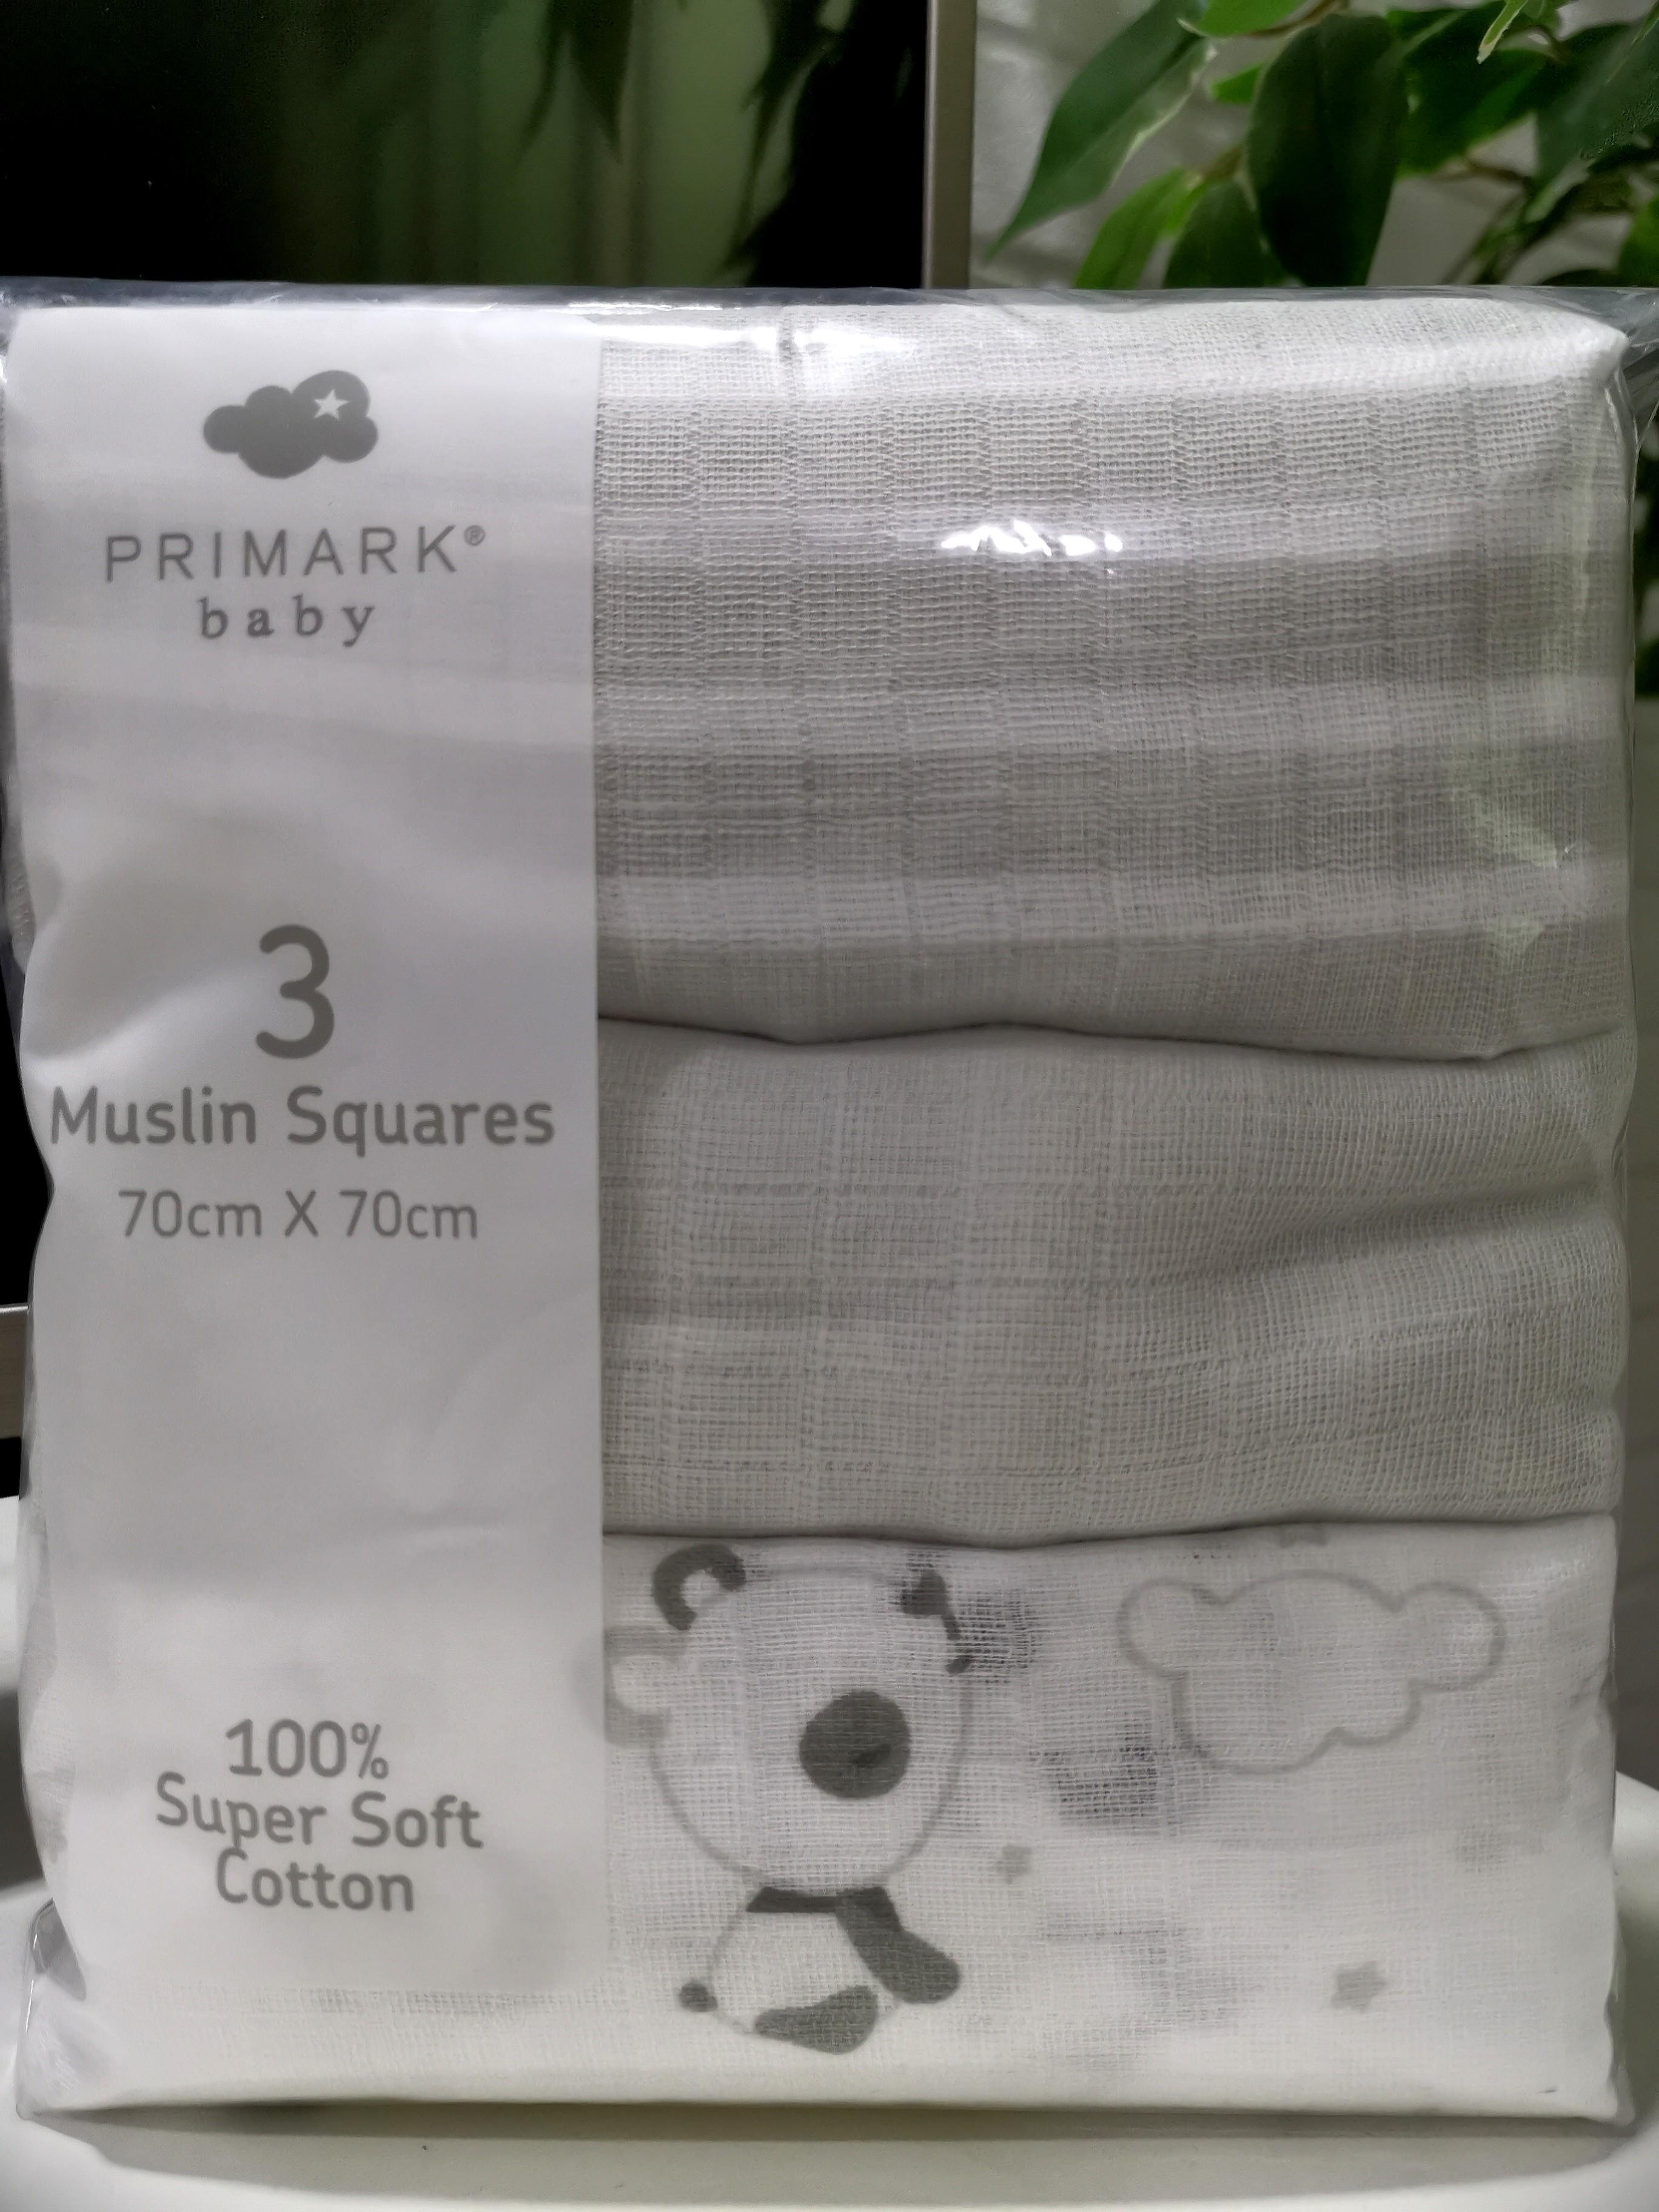 PRIMARK®
baby
3
Muslin Squares
70cm X 70cm
100%
Super Soft
Cotton